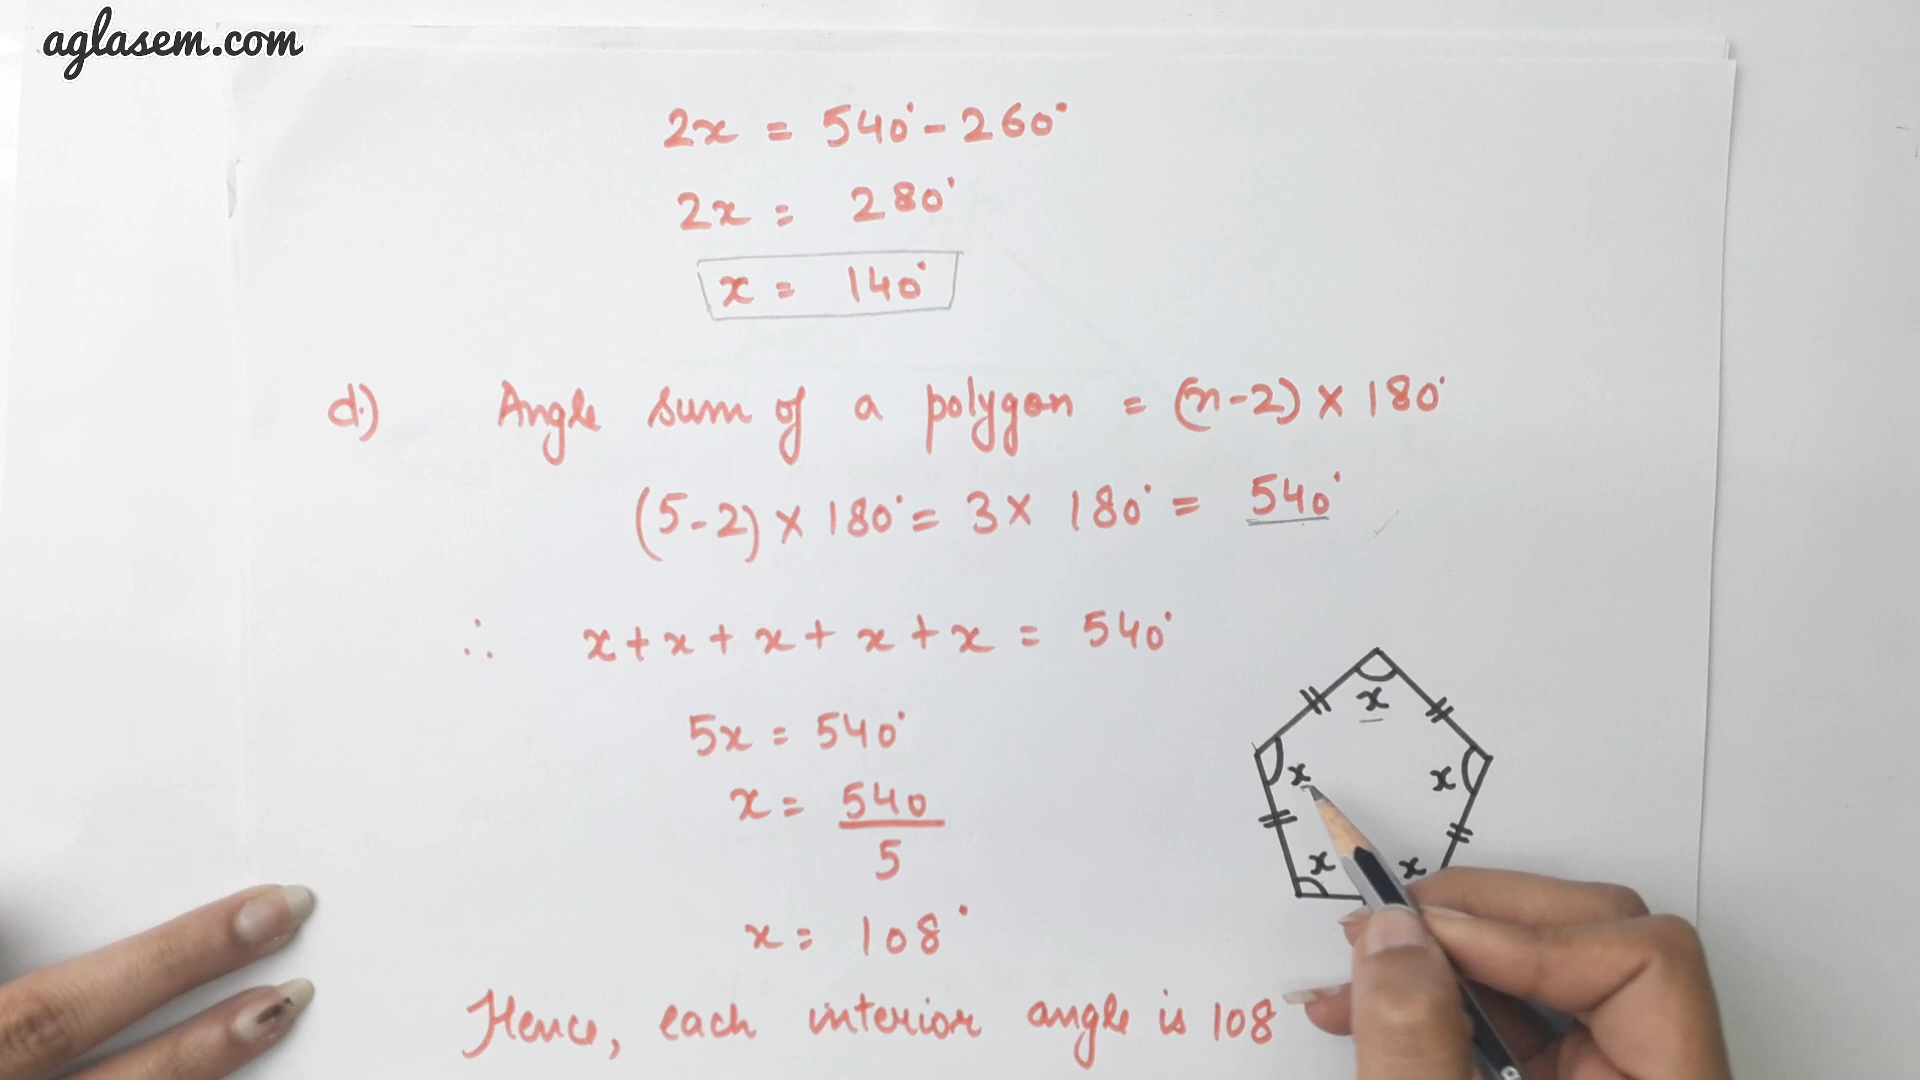 aglasem.com
2x = 540° - 260°
2x = 280°
x = 140°
d.) Angle sum of a polygon = (n-2) × 180°
(5-2) × 180° = 3 × 180° = 540°
∴ x + x + x + x + x = 540°
5x = 540°
x = 540
5
x = 108°
Hence, each interior angle is 108
x
x
x
x
x